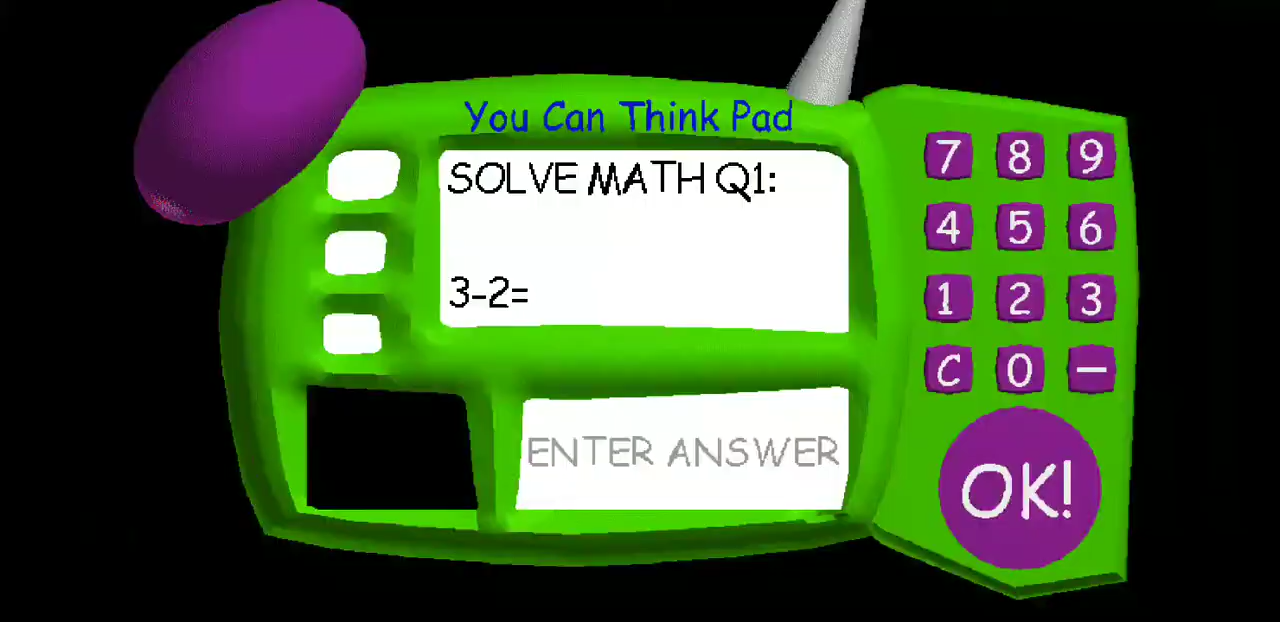 You Can Think Pad
SOLVE MATH Q1:
3-2=
ENTER ANSWER
7 8 9
4 5 6
1 2 3
C 0 −
OK!